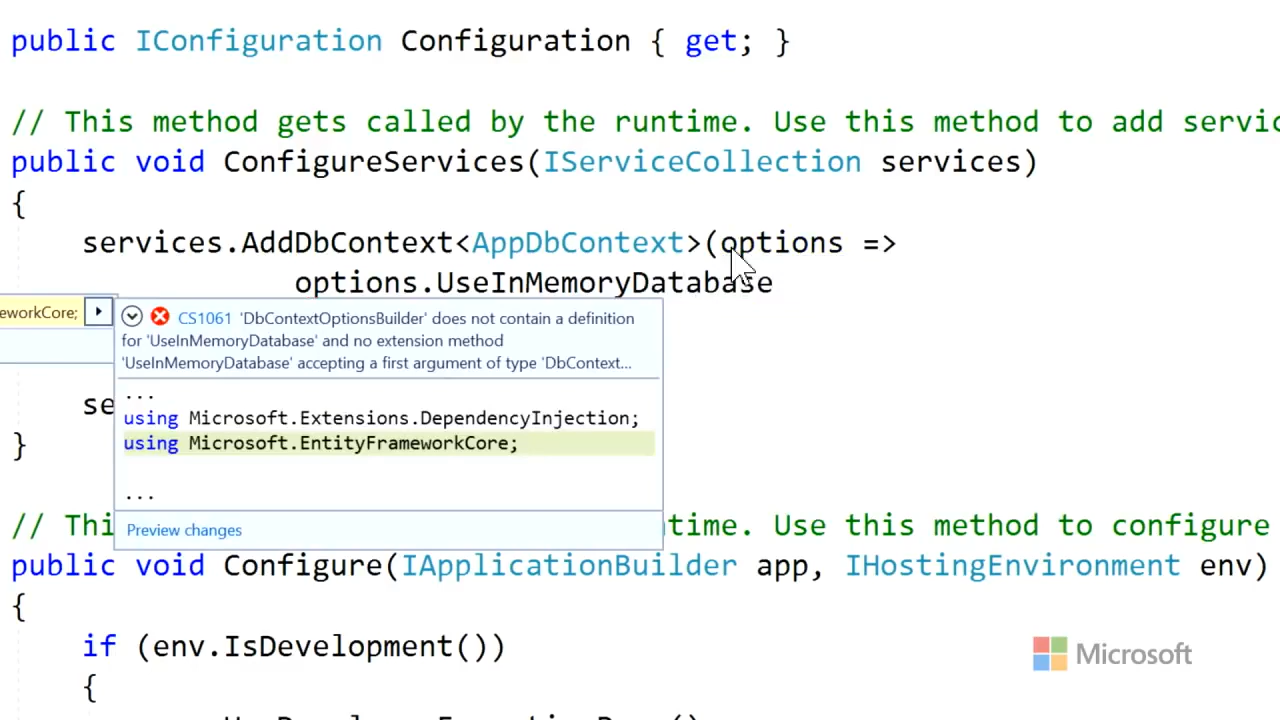 public IConfiguration Configuration { get; }
// This method gets called by the runtime. Use this method to add servic
public void ConfigureServices(IServiceCollection services)
{
services.AddDbContext<AppDbContext>(options =>
options.UseInMemoryDatabase
eworkCore;
CS1061 'DbContextOptionsBuilder' does not contain a definition
for 'UseInMemoryDatabase' and no extension method
'UseInMemoryDatabase' accepting a first argument of type 'DbContext...
...
se
using Microsoft.Extensions.DependencyInjection;
using Microsoft.EntityFrameworkCore;
}
...
Preview changes
// Thi
time. Use this method to configure
public void Configure(IApplicationBuilder app, IHostingEnvironment env)
{
if (env.IsDevelopment())
{
Microsoft